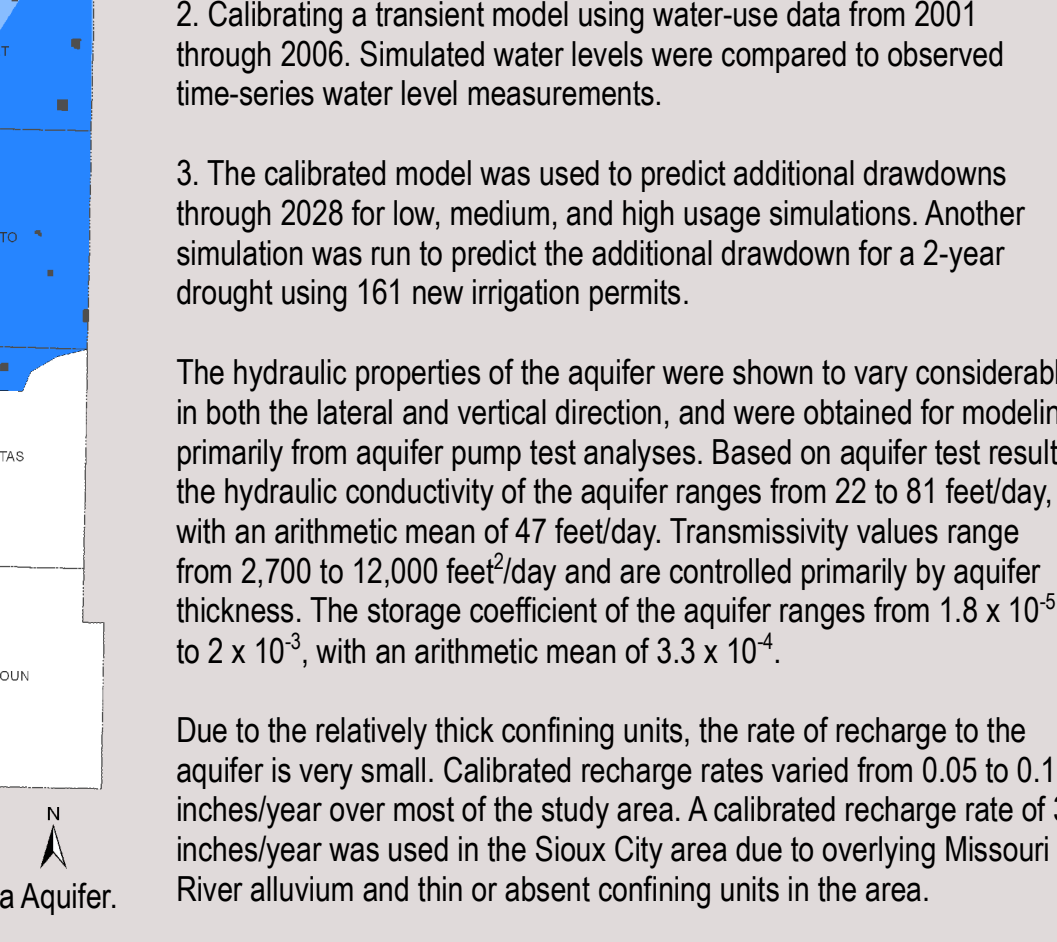 2. Calibrating a transient model using water-use data from 2001
through 2006. Simulated water levels were compared to observed
time-series water level measurements.
3. The calibrated model was used to predict additional drawdowns
through 2028 for low, medium, and high usage simulations. Another
simulation was run to predict the additional drawdown for a 2-year
drought using 161 new irrigation permits.
The hydraulic properties of the aquifer were shown to vary considerabl
in both the lateral and vertical direction, and were obtained for modelin
primarily from aquifer pump test analyses. Based on aquifer test result
the hydraulic conductivity of the aquifer ranges from 22 to 81 feet/day,
with an arithmetic mean of 47 feet/day. Transmissivity values range
from 2,700 to 12,000 feet²/day and are controlled primarily by aquifer
thickness. The storage coefficient of the aquifer ranges from 1.8 x 10⁻⁵
to 2 x 10⁻³, with an arithmetic mean of 3.3 x 10⁻⁴.
Due to the relatively thick confining units, the rate of recharge to the
aquifer is very small. Calibrated recharge rates varied from 0.05 to 0.1
inches/year over most of the study area. A calibrated recharge rate of 3
inches/year was used in the Sioux City area due to overlying Missouri
River alluvium and thin or absent confining units in the area.
T
TO
TAS
OUN
N
a Aquifer.